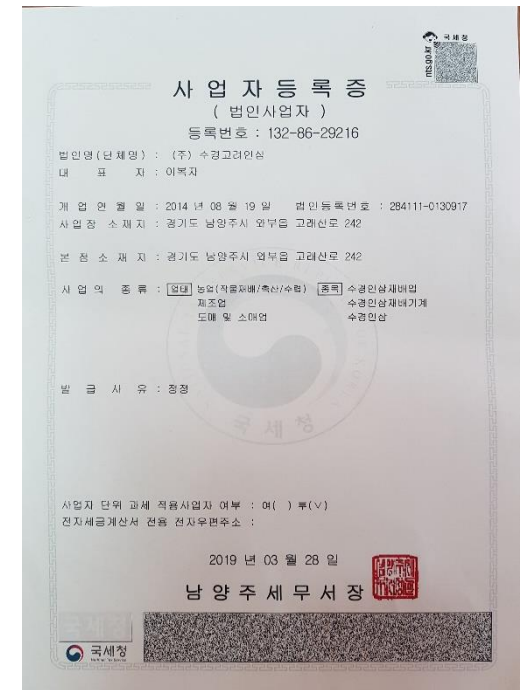 국세청
nts.go.kr
사업자등록증
( 법인사업자 )
등록번호 : 132-86-29216
법인명(단체명) : (주) 수경고려인삼
대 표 자 : 이복자
개 업 연 월 일 : 2014 년 08 월 19 일 법인등록번호 : 284111-0130917
사업장 소재지 : 경기도 남양주시 와부읍 고래산로 242
본 점 소 재 지 : 경기도 남양주시 와부읍 고래산로 242
사 업 의 종 류 : 업태 농업(작물재배/축산/수렵) 종목 수경인삼재배업
제조업 수경인삼재배기계
도매 및 소매업 수경인삼
발 급 사 유 : 정정
국세청
사업자 단위 과세 적용사업자 여부 : 여( ) 부(∨)
전자세금계산서 전용 전자우편주소 :
2019 년 03 월 28 일
남양주세무서장
국세청
국세청